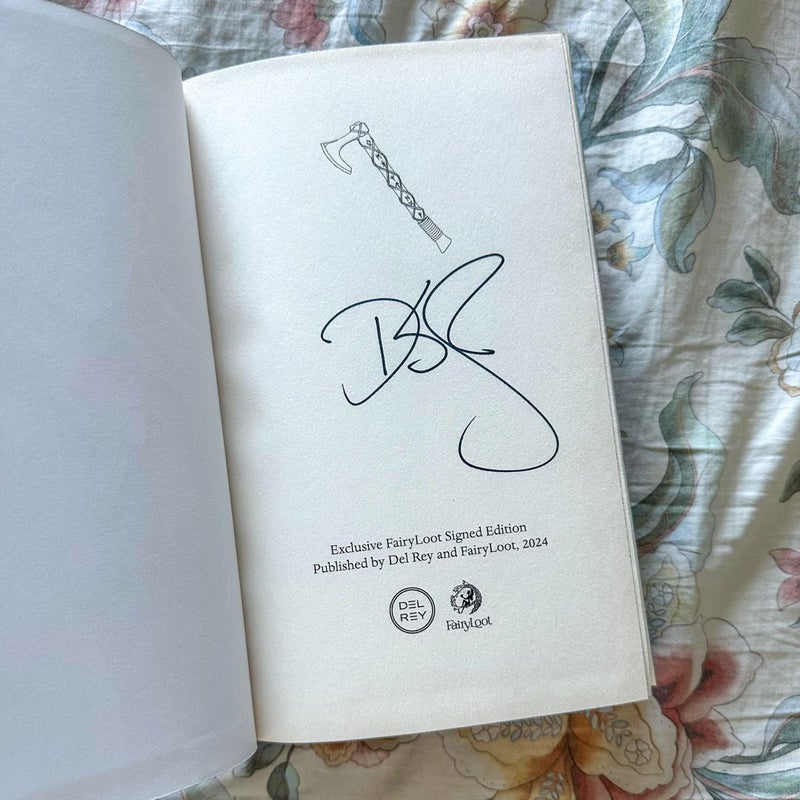 Exclusive FairyLoot Signed Edition
Published by Del Rey and FairyLoot, 2024
DEL
REY
FairyLoot